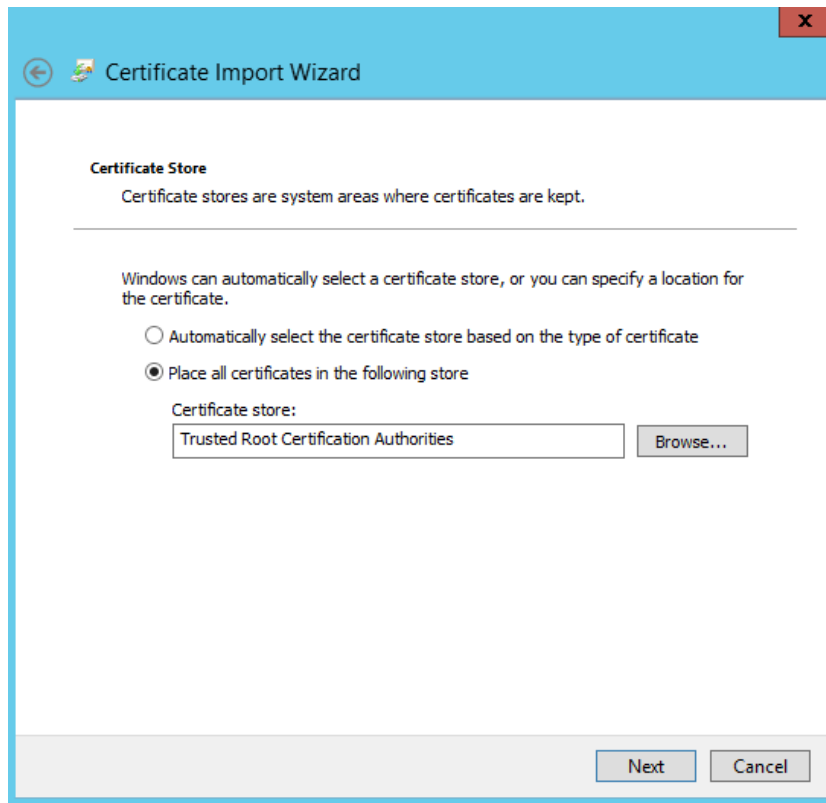 x
Certificate Import Wizard
Certificate Store
Certificate stores are system areas where certificates are kept.
Windows can automatically select a certificate store, or you can specify a location for
the certificate.
Automatically select the certificate store based on the type of certificate
Place all certificates in the following store
Certificate store:
Trusted Root Certification Authorities
Browse...
Next
Cancel